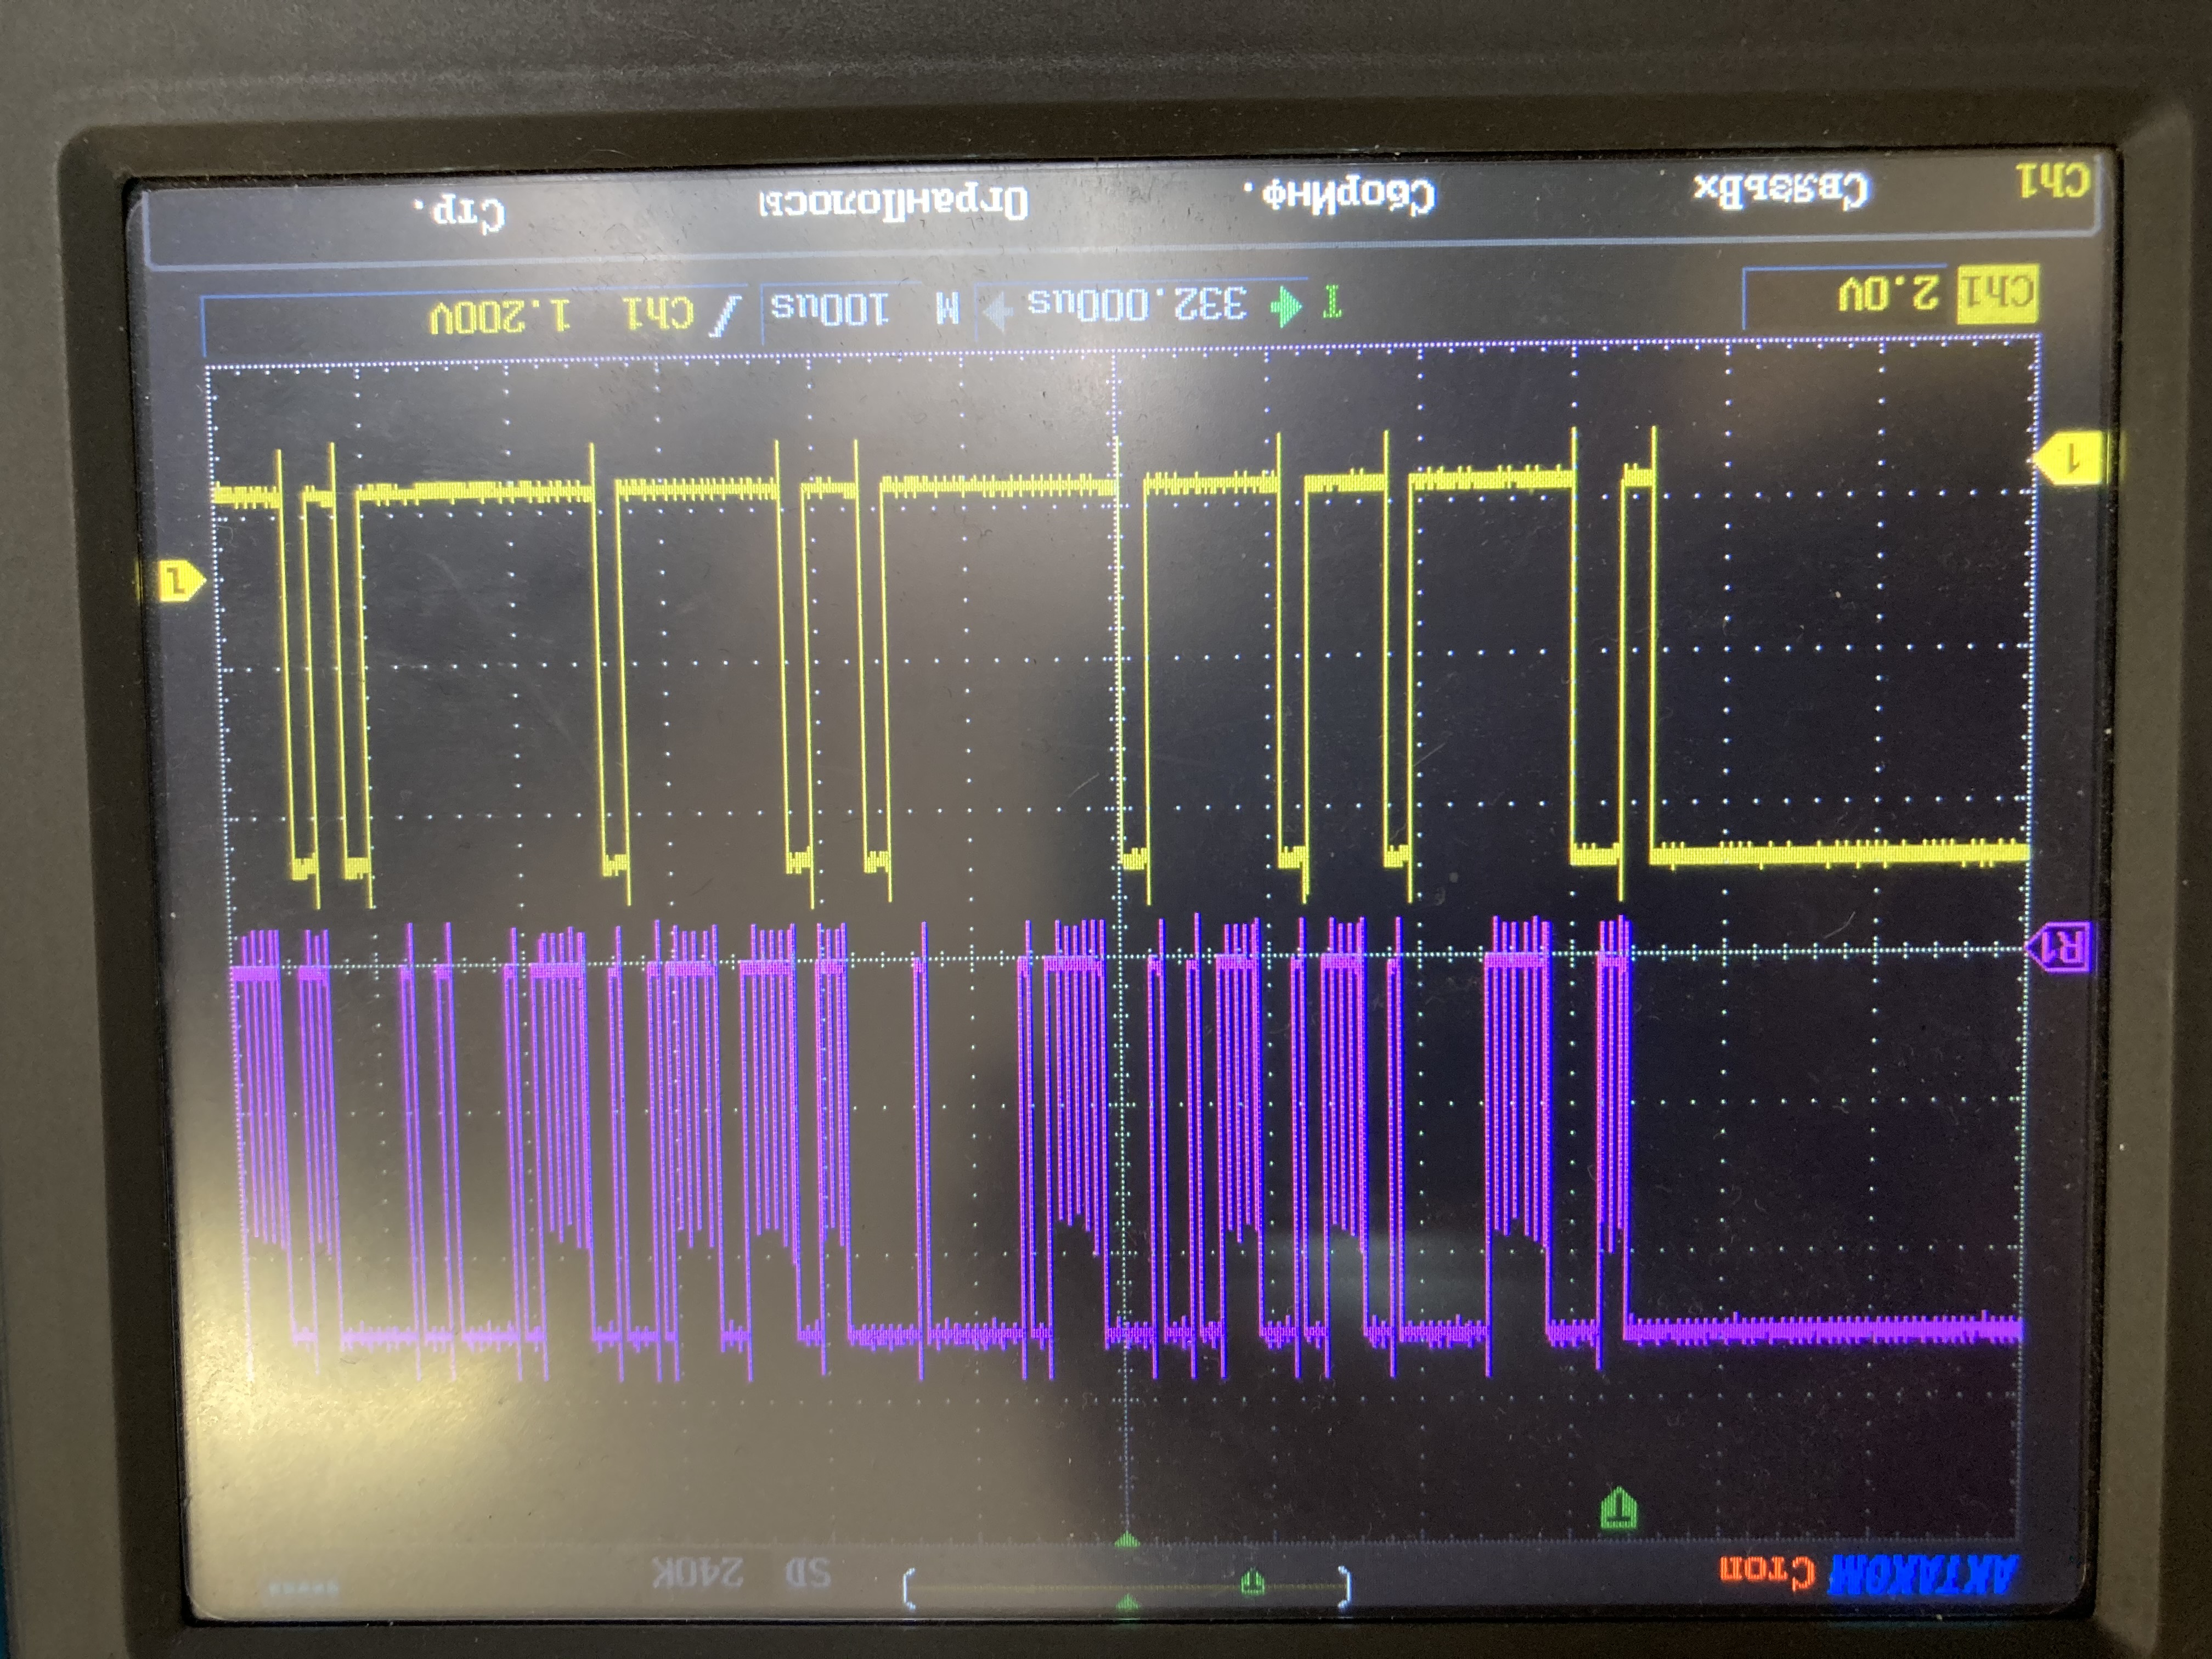 AKTAKOM Стоп SD 240K
T
T
R1
1
1
Ch1 2.0V T 332.000us M 100us Ch1 1.200V
Ch1 СвязьВх СборИнф. ОгранПолосы Стр.